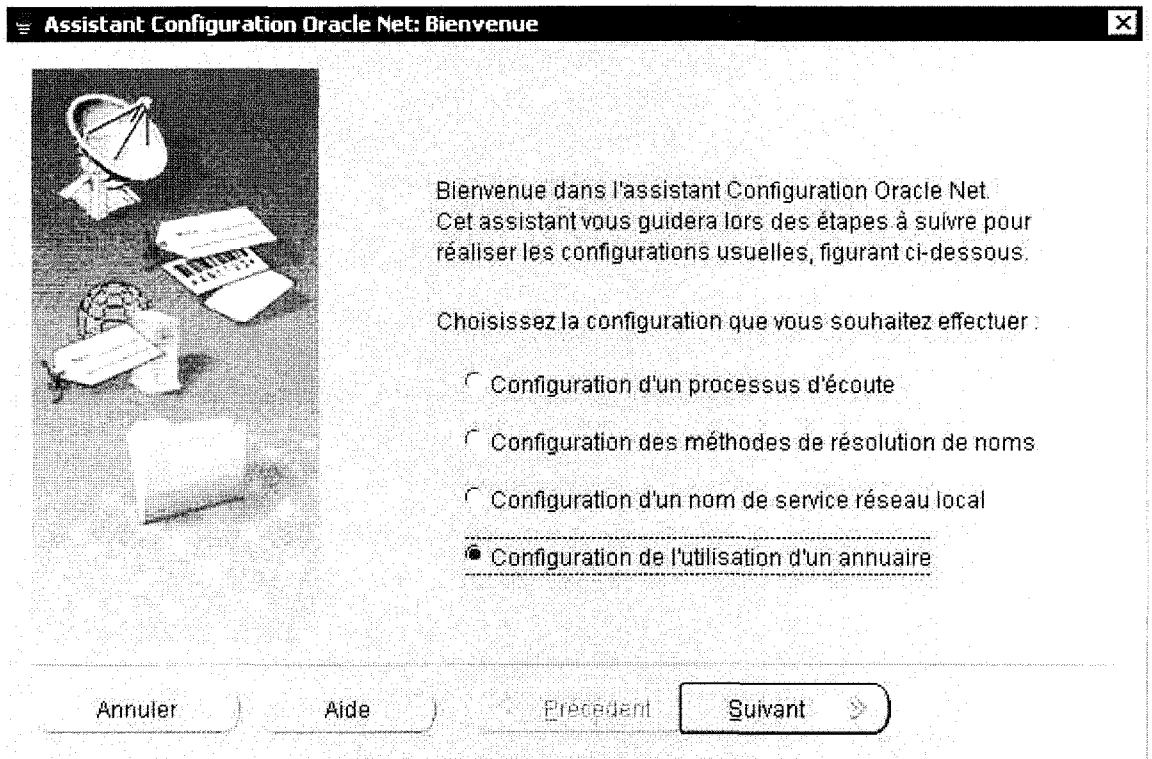 Assistant Configuration Oracle Net: Bienvenue
Bienvenue dans l'assistant Configuration Oracle Net.
Cet assistant vous guidera lors des étapes à suivre pour
réaliser les configurations usuelles, figurant ci-dessous.
Choisissez la configuration que vous souhaitez effectuer :
Configuration d'un processus d'écoute
Configuration des méthodes de résolution de noms
Configuration d'un nom de service réseau local
Configuration de l'utilisation d'un annuaire
Annuler
Aide
Précédent
Suivant